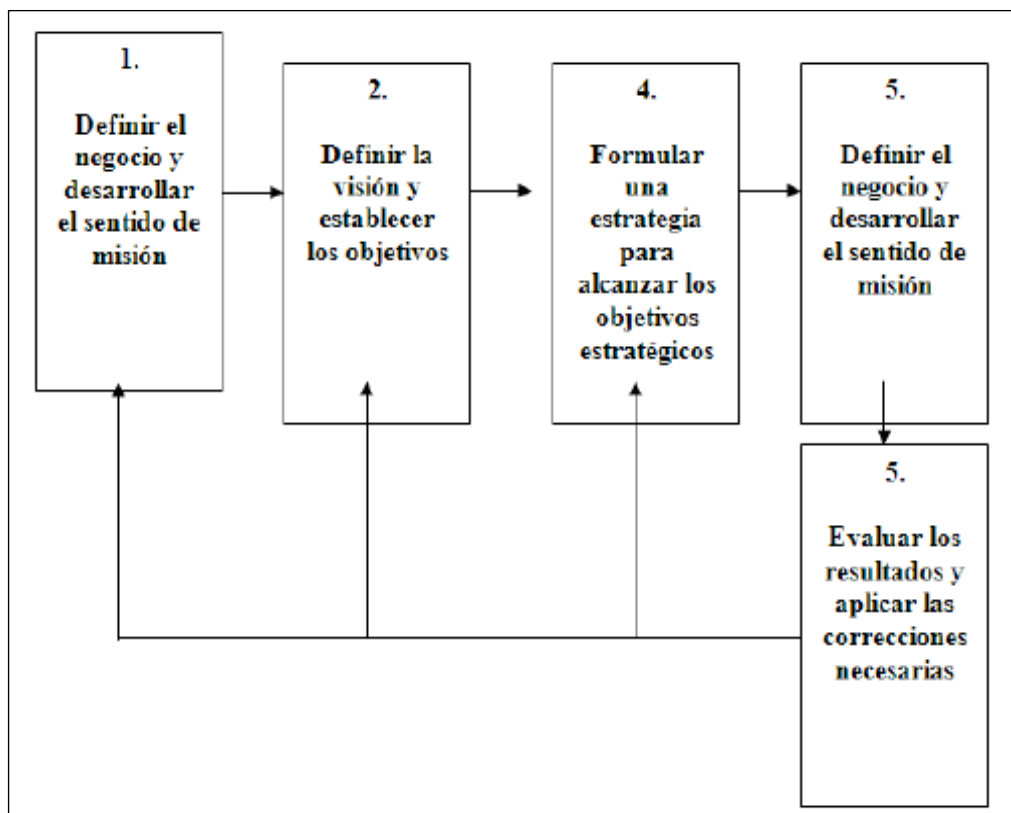 1.
Definir el
negocio y
desarrollar
el sentido de
misión
2.
Definir la
visión y
establecer
los objetivos
4.
Formular
una
estrategia
para
alcanzar los
objetivos
estratégicos
5.
Definir el
negocio y
desarrollar
el sentido de
misión
5.
Evaluar los
resultados y
aplicar las
correcciones
necesarias